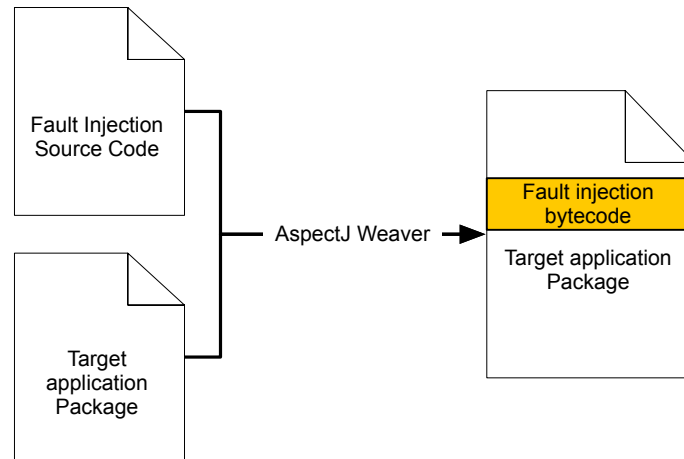 Fault Injection
Source Code
Target
application
Package
AspectJ Weaver
Fault injection
bytecode
Target application
Package